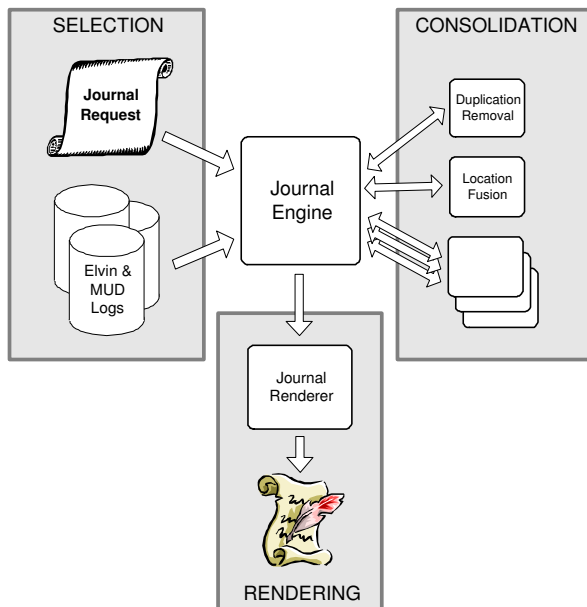 SELECTION
Journal
Request
Elvin &
MUD
Logs
Journal
Engine
CONSOLIDATION
Duplication
Removal
Location
Fusion
Journal
Renderer
RENDERING